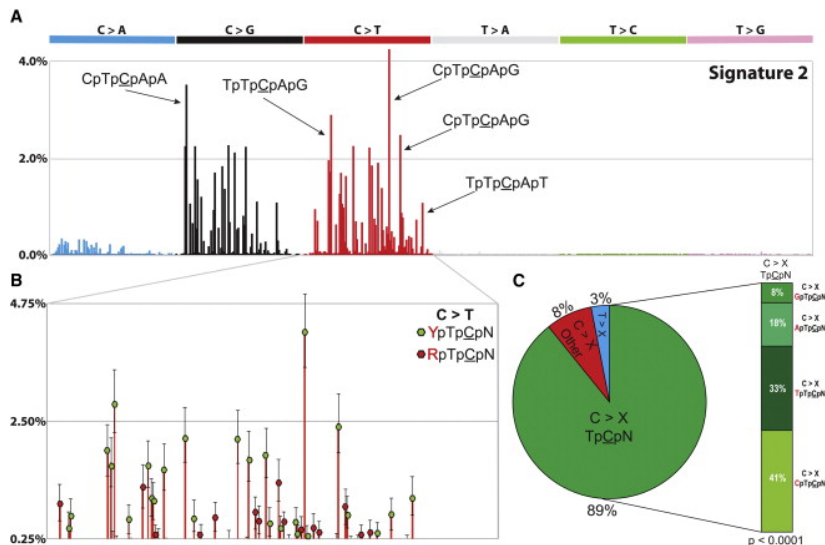 A
C > A
C > G
C > T
T > A
T > C
T > G
4.0%
2.0%
0.0%
Signature 2
CpTpCpApA
TpTpCpApG
CpTpCpApG
CpTpCpApG
TpTpCpApT
B
4.75%
2.50%
0.25%
C > T
YpTpCpN
RpTpCpN
C
8%
3%
C > X
Other
T > X
C > X
TpCpN
89%
C > X
TpCpN
8%
C > X
GpTpCpN
18%
C > X
ApTpCpN
33%
C > X
TpTpCpN
41%
C > X
CpTpCpN
p < 0.0001